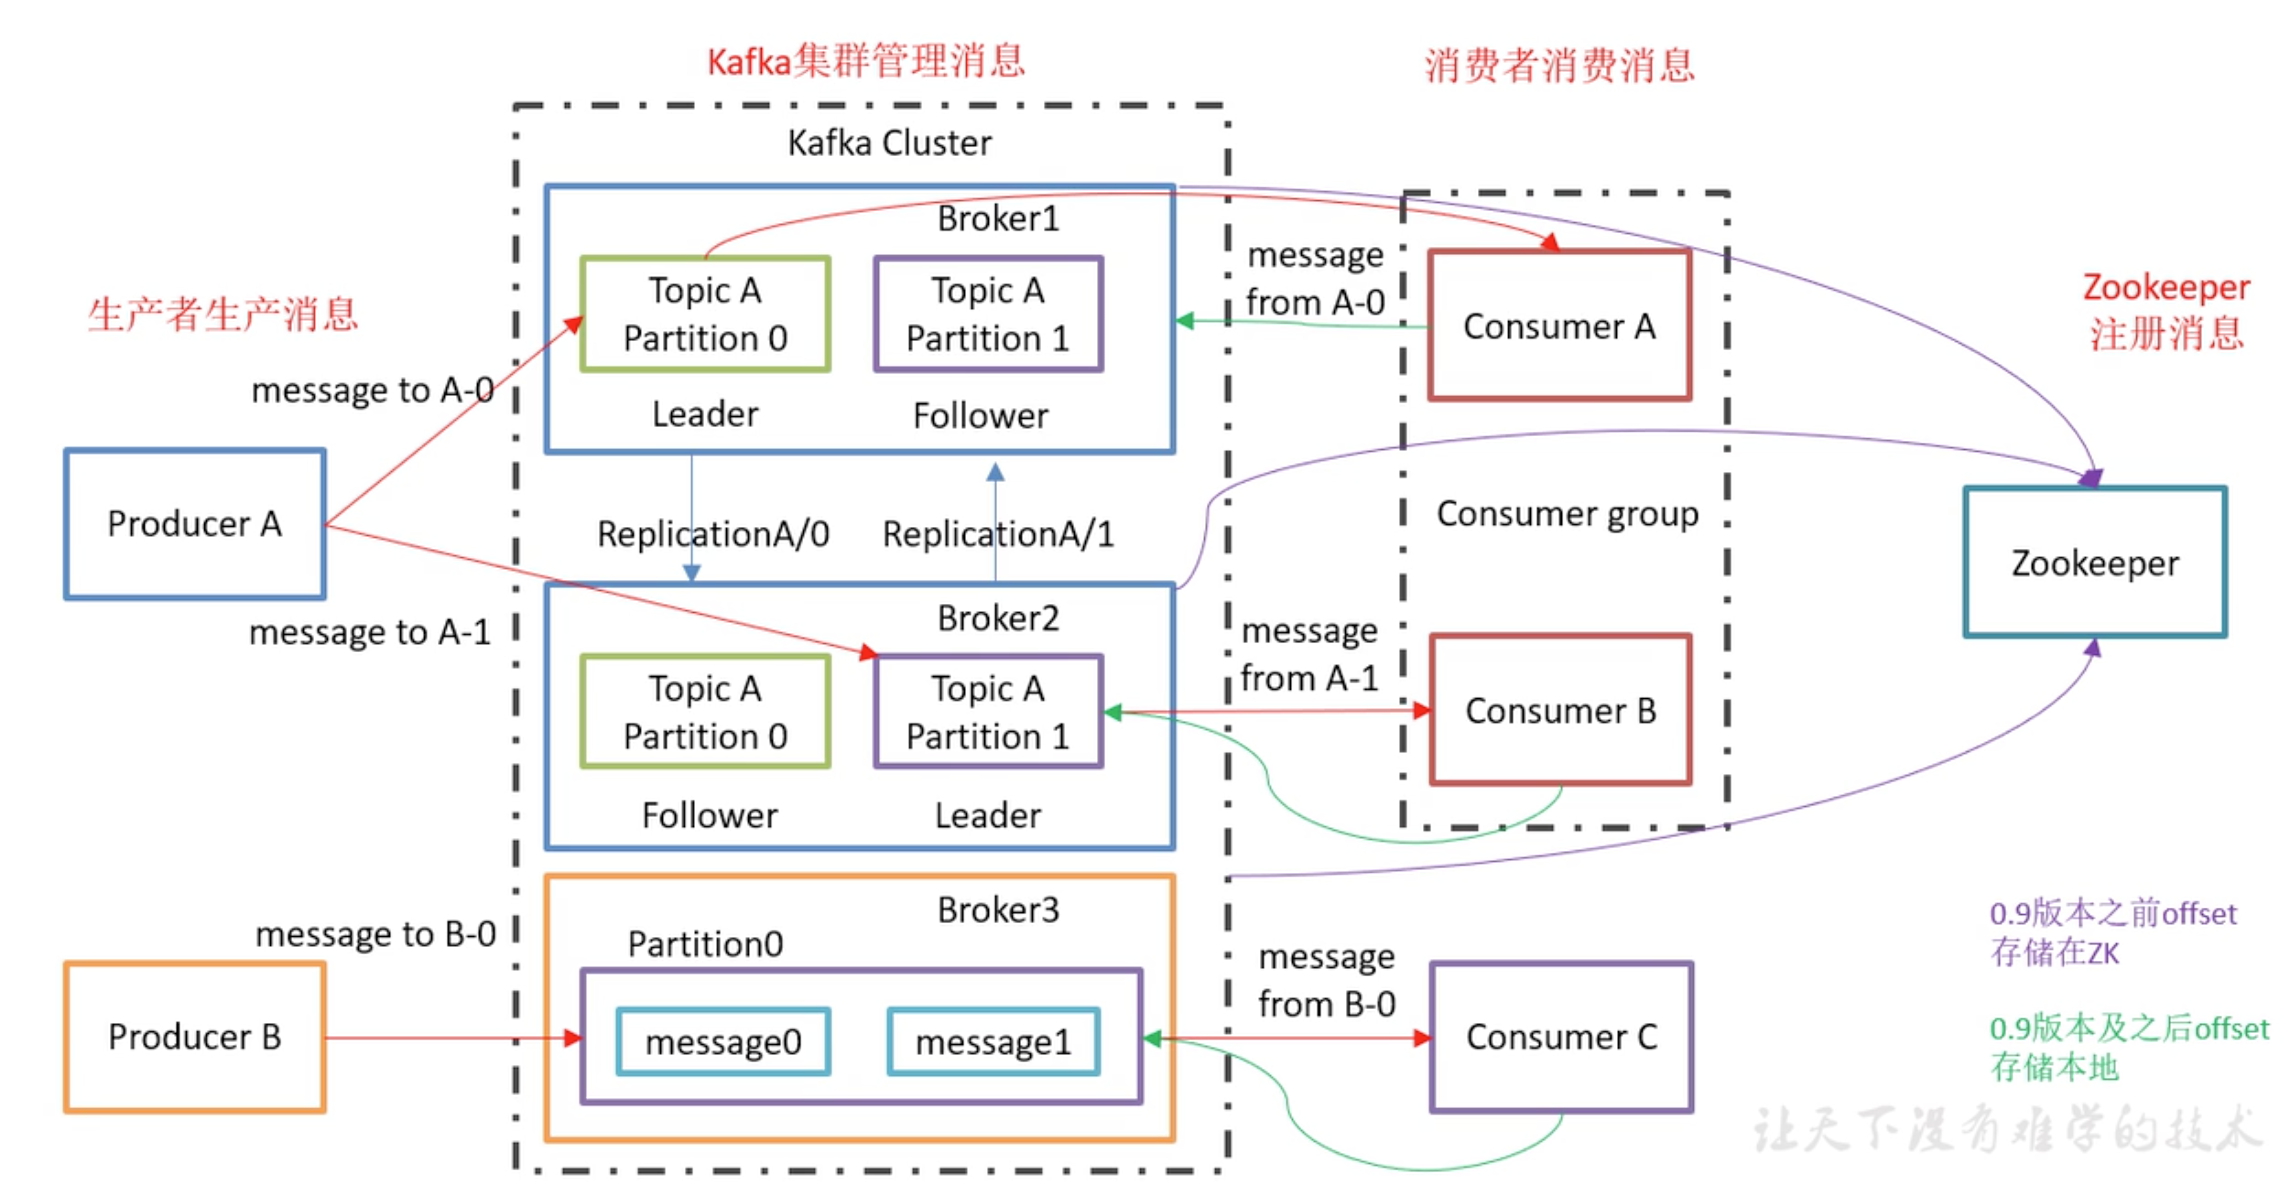 Kafka集群管理消息
消费者消费消息
Kafka Cluster
Broker1
Topic A
Partition 0
Topic A
Partition 1
Leader
Follower
message
from A-0
Consumer A
生产者生产消息
message to A-0
Zookeeper
注册消息
Producer A
ReplicationA/0
ReplicationA/1
Consumer group
Zookeeper
message to A-1
Broker2
Topic A
Partition 0
Topic A
Partition 1
Follower
Leader
message
from A-1
Consumer B
message to B-0
Broker3
Partition0
message0
message1
Producer B
message
from B-0
Consumer C
0.9版本之前offset
存储在ZK
0.9版本及之后offset
存储本地
让天下没有难学的技术